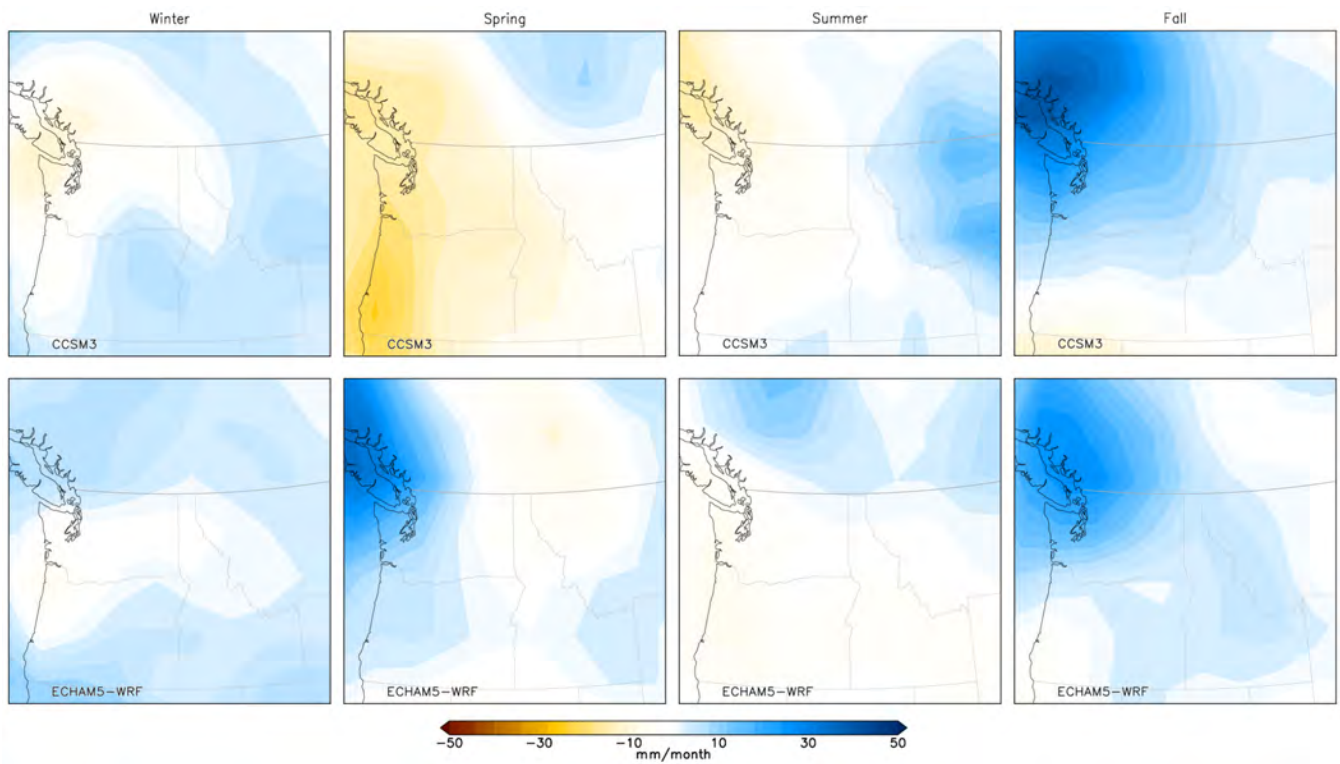 Winter Spring Summer Fall
CCSM3 CCSM3 CCSM3 CCSM3
ECHAM5-WRF ECHAM5-WRF ECHAM5-WRF ECHAM5-WRF
-50 -30 -10 10 30 50
mm/month